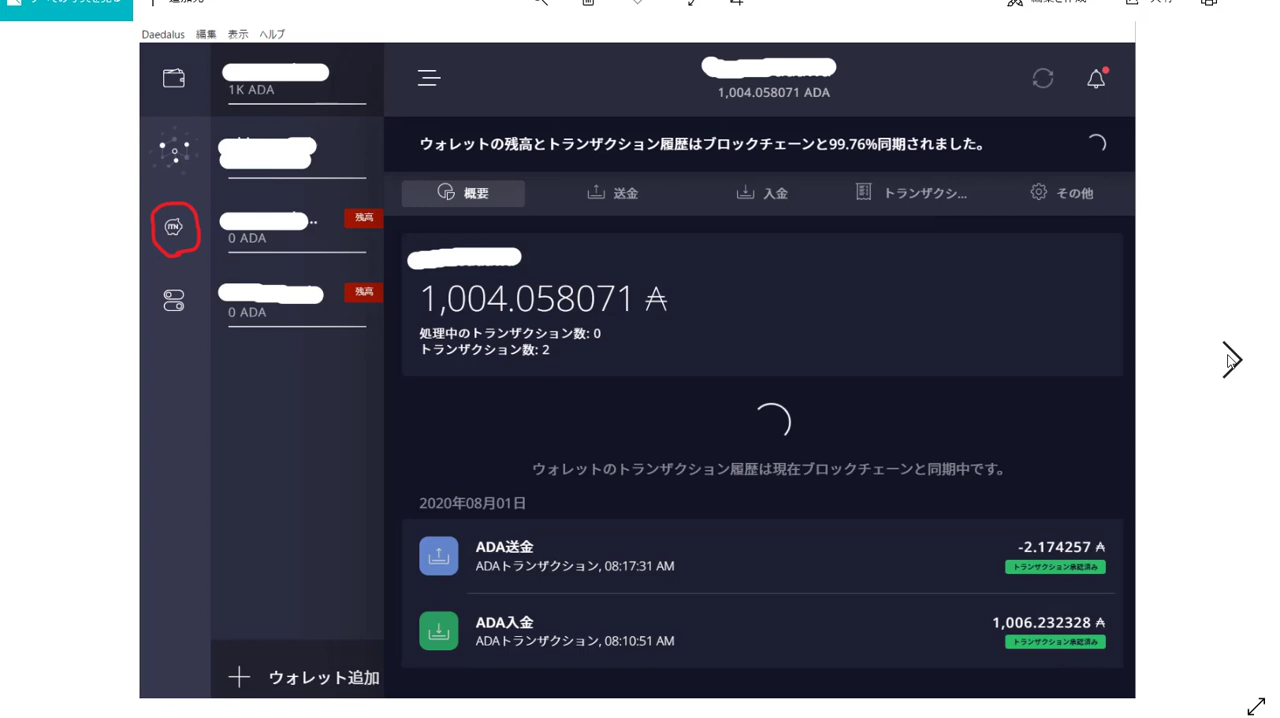 Daedalus 編集 表示 ヘルプ
1K ADA
1,004.058071 ADA
ウォレットの残高とトランザクション履歴はブロックチェーンと99.76%同期されました。
概要 送金 入金 トランザクシ... その他
ITN
..
残高
0 ADA
残高
0 ADA
1,004.058071 ₳
処理中のトランザクション数: 0
トランザクション数: 2
ウォレットのトランザクション履歴は現在ブロックチェーンと同期中です。
2020年08月01日
ADA送金 -2.174257 ₳
ADAトランザクション, 08:17:31 AM トランザクション承認済み
ADA入金 1,006.232328 ₳
ADAトランザクション, 08:10:51 AM トランザクション承認済み
ウォレット追加